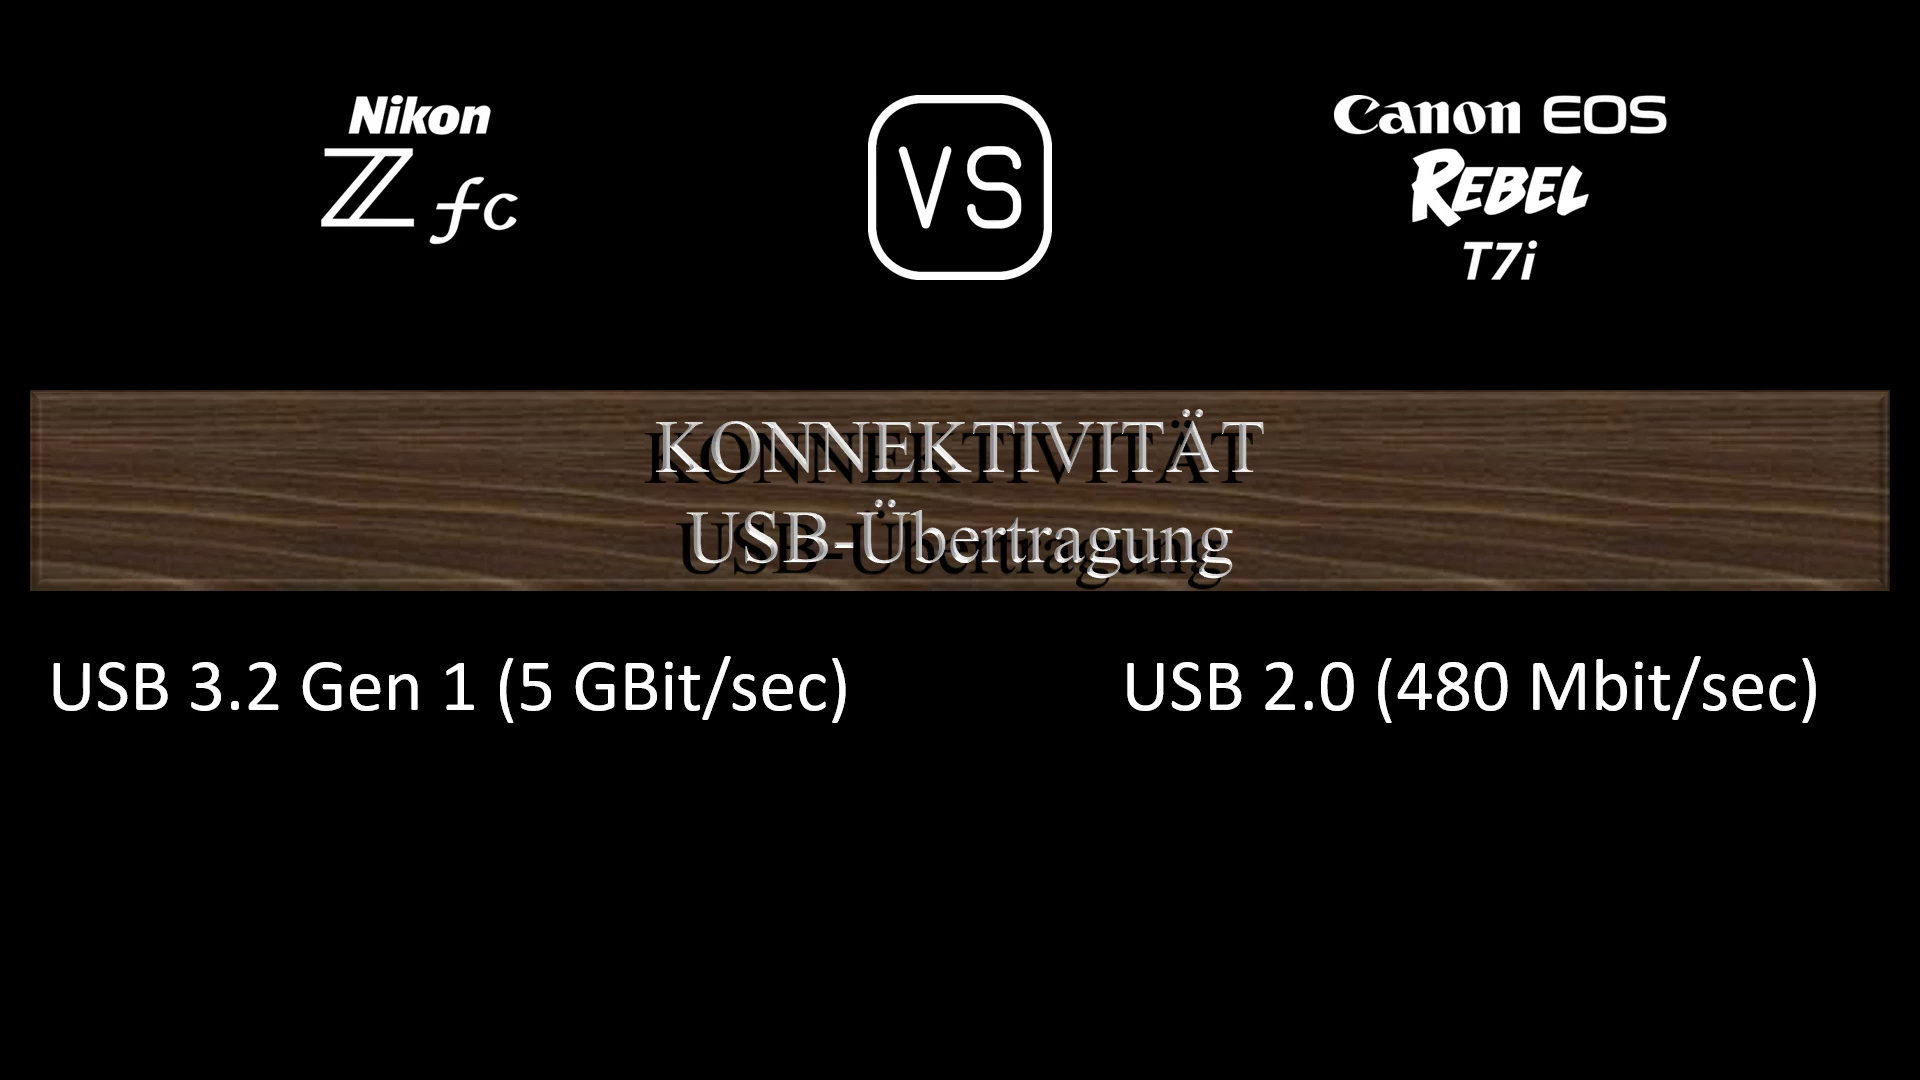 Nikon
Z fc
VS
Canon EOS
REBEL
T7i
KONNEKTIVITÄT
USB-Übertragung
USB 3.2 Gen 1 (5 GBit/sec)
USB 2.0 (480 Mbit/sec)